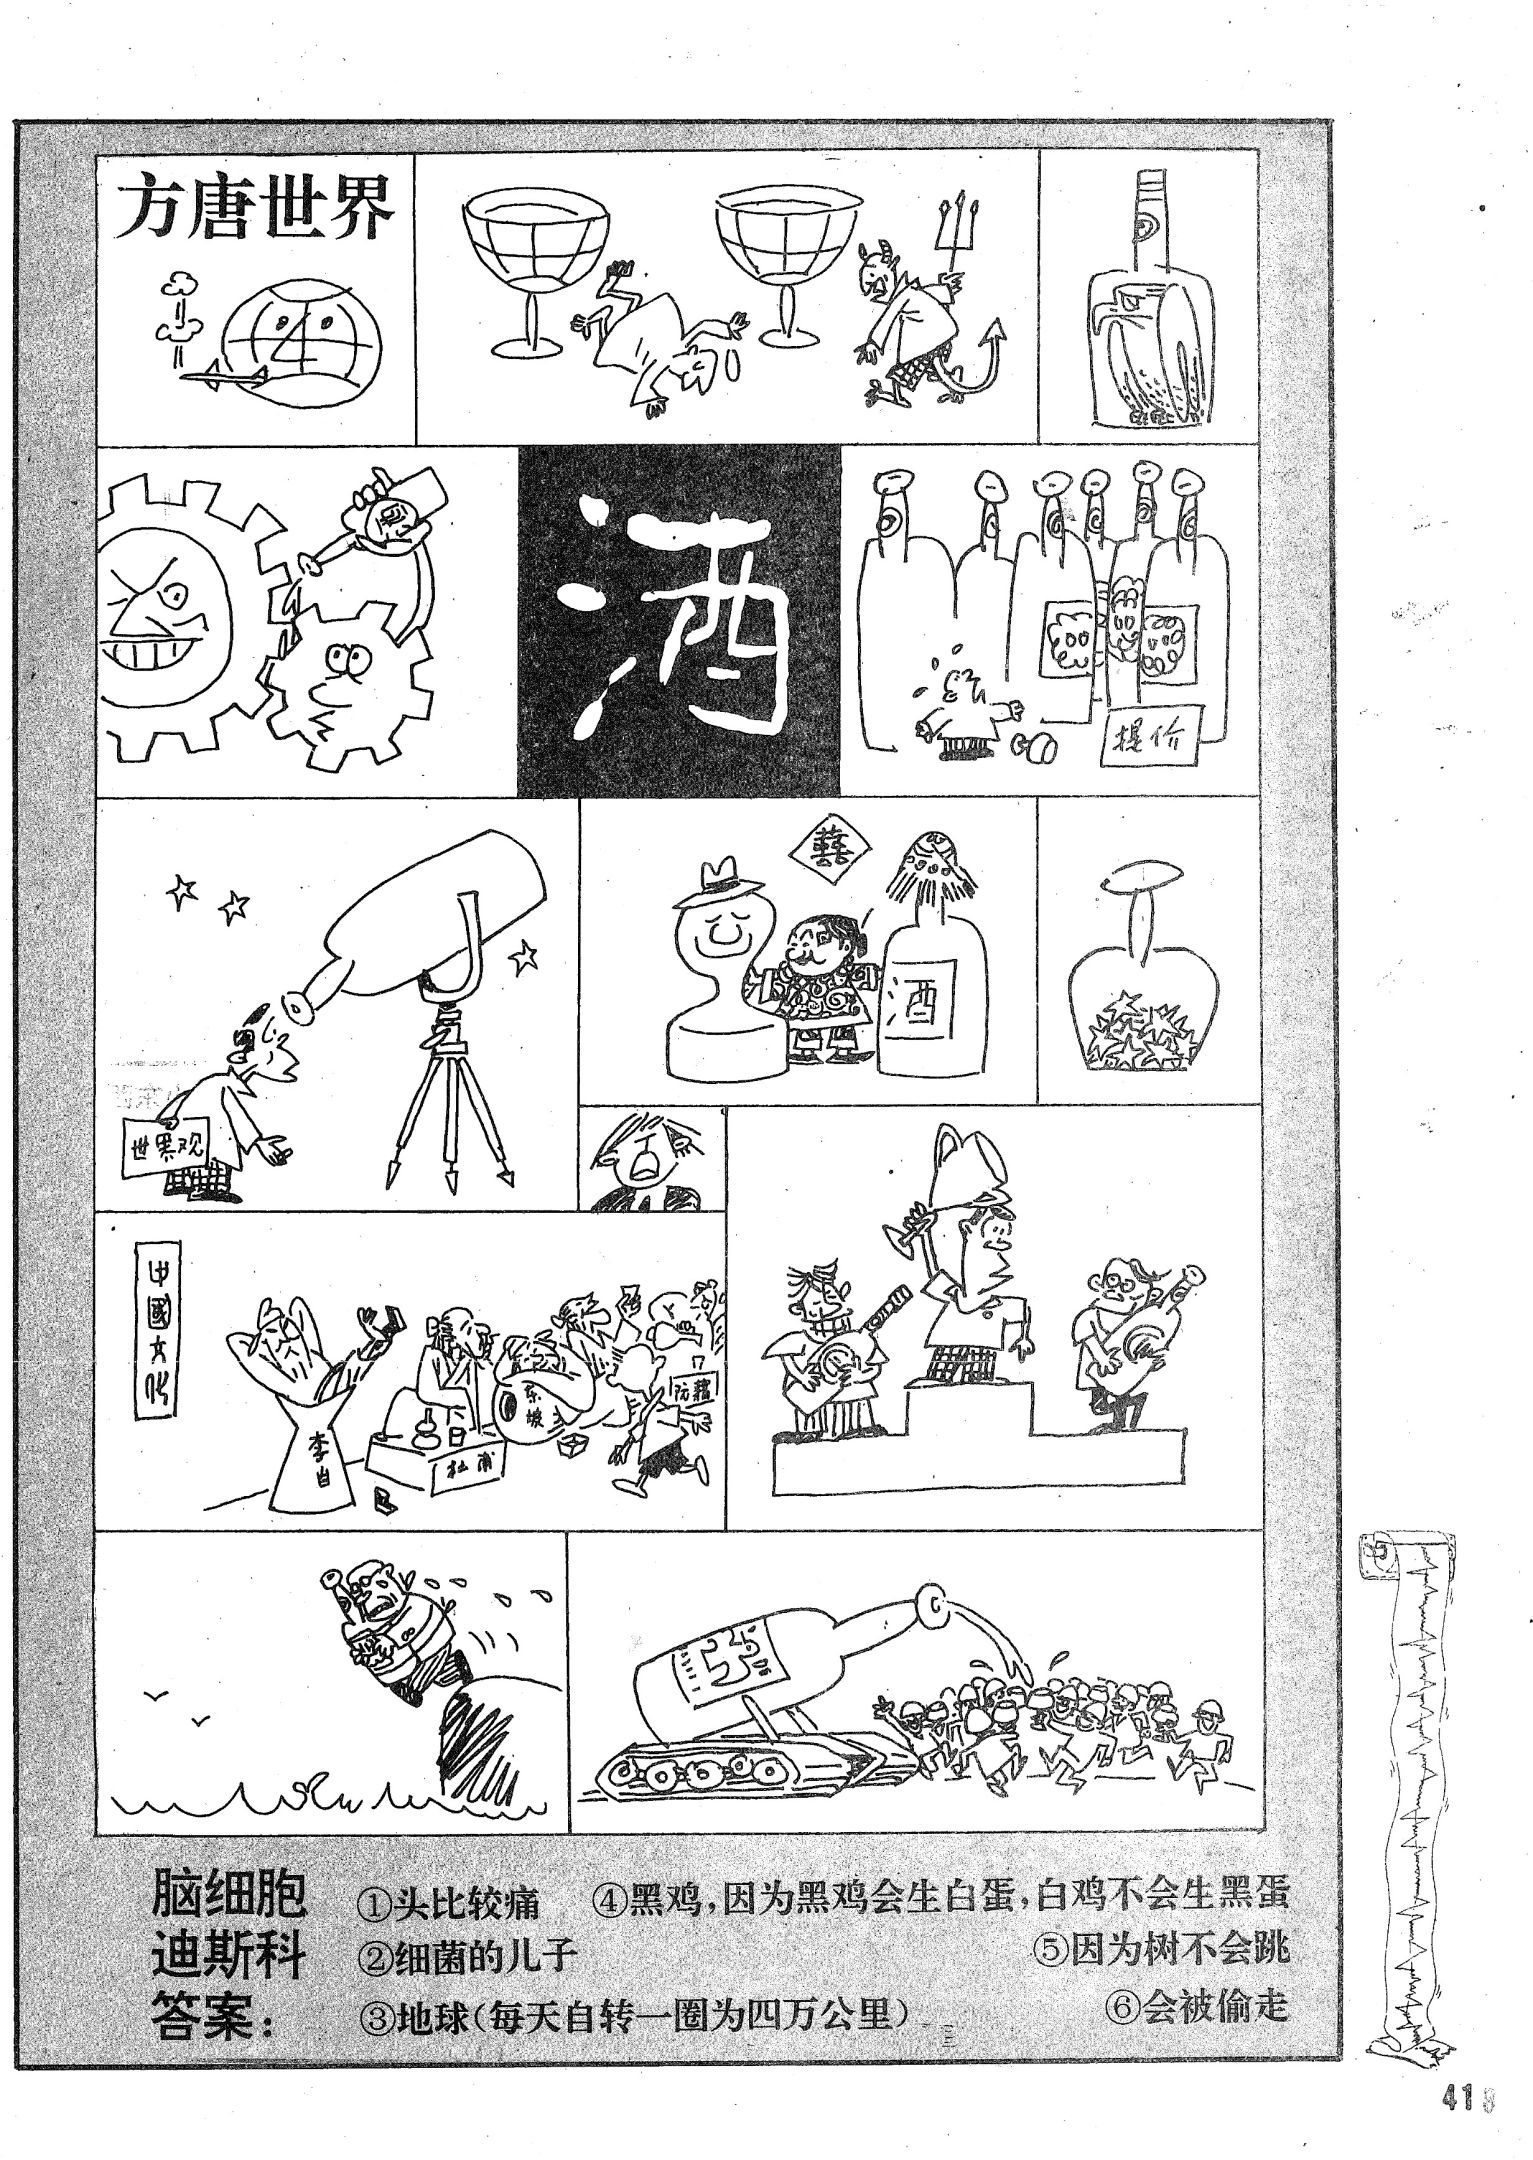 方唐世界
酒
提价
囍
酒
世界观
中國文化
李白
杜甫
东坡
阮籍
35°
脑细胞
迪斯科
答案：
①头比较痛
②细菌的儿子
③地球（每天自转一圈为四万公里）
④黑鸡，因为黑鸡会生白蛋，白鸡不会生黑蛋
⑤因为树不会跳
⑥会被偷走
41